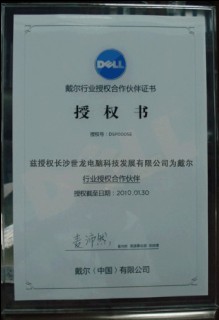 DELL
戴尔行业授权合作伙伴证书
授权书
兹授权长沙世龙电脑科技发展有限公司为戴尔
行业授权合作伙伴
授权截至日期：2010.01.30
戴尔（中国）有限公司